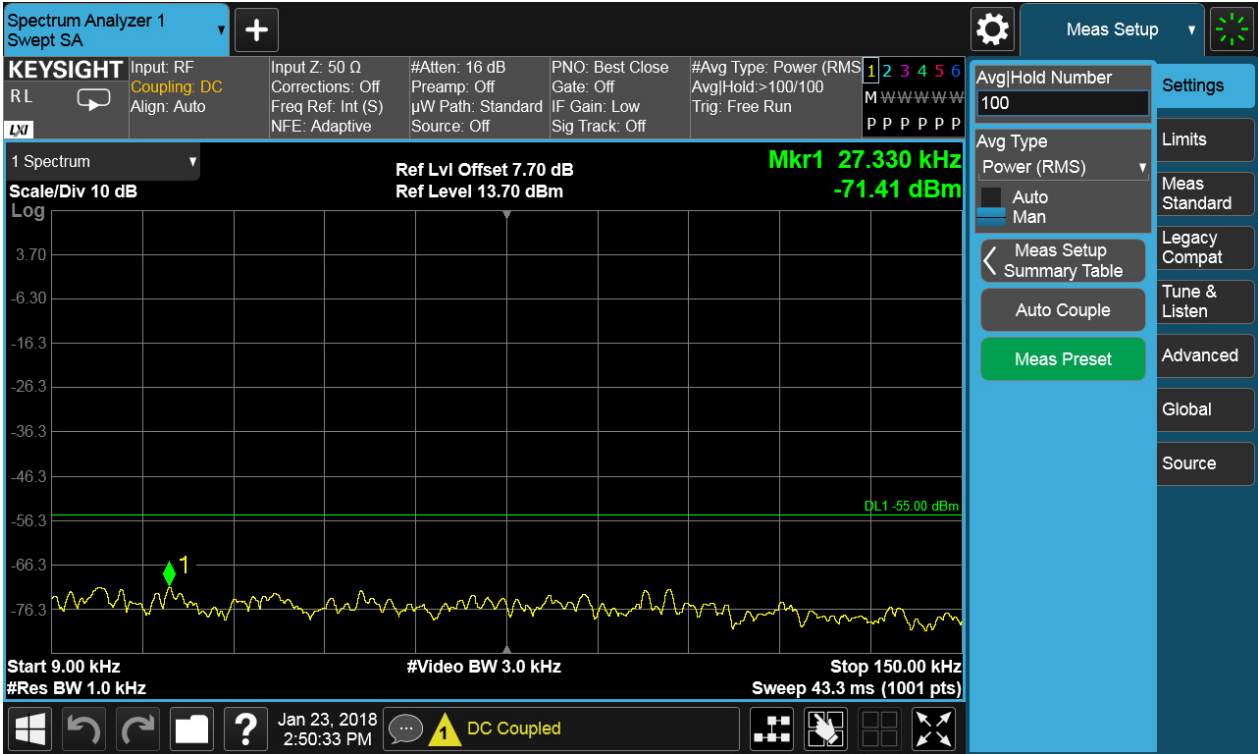 Spectrum Analyzer 1
Swept SA
+
Meas Setup
KEYSIGHT
RL
LXI
Input: RF
Coupling: DC
Align: Auto
Input Z: 50 Ω
Corrections: Off
Freq Ref: Int (S)
NFE: Adaptive
#Atten: 16 dB
Preamp: Off
µW Path: Standard
Source: Off
PNO: Best Close
Gate: Off
IF Gain: Low
Sig Track: Off
#Avg Type: Power (RMS
Avg|Hold:>100/100
Trig: Free Run
1 2 3 4 5 6
M W W W W W
P P P P P P
1 Spectrum
Scale/Div 10 dB
Ref Lvl Offset 7.70 dB
Ref Level 13.70 dBm
Mkr1 27.330 kHz
-71.41 dBm
Log
3.70
-6.30
-16.3
-26.3
-36.3
-46.3
-56.3
-66.3
-76.3
DL1 -55.00 dBm
1
Start 9.00 kHz
#Res BW 1.0 kHz
#Video BW 3.0 kHz
Stop 150.00 kHz
Sweep 43.3 ms (1001 pts)
Avg|Hold Number
100
Avg Type
Power (RMS)
Auto
Man
Meas Setup
Summary Table
Auto Couple
Meas Preset
Settings
Limits
Meas
Standard
Legacy
Compat
Tune &
Listen
Advanced
Global
Source
?
Jan 23, 2018
2:50:33 PM
1
DC Coupled